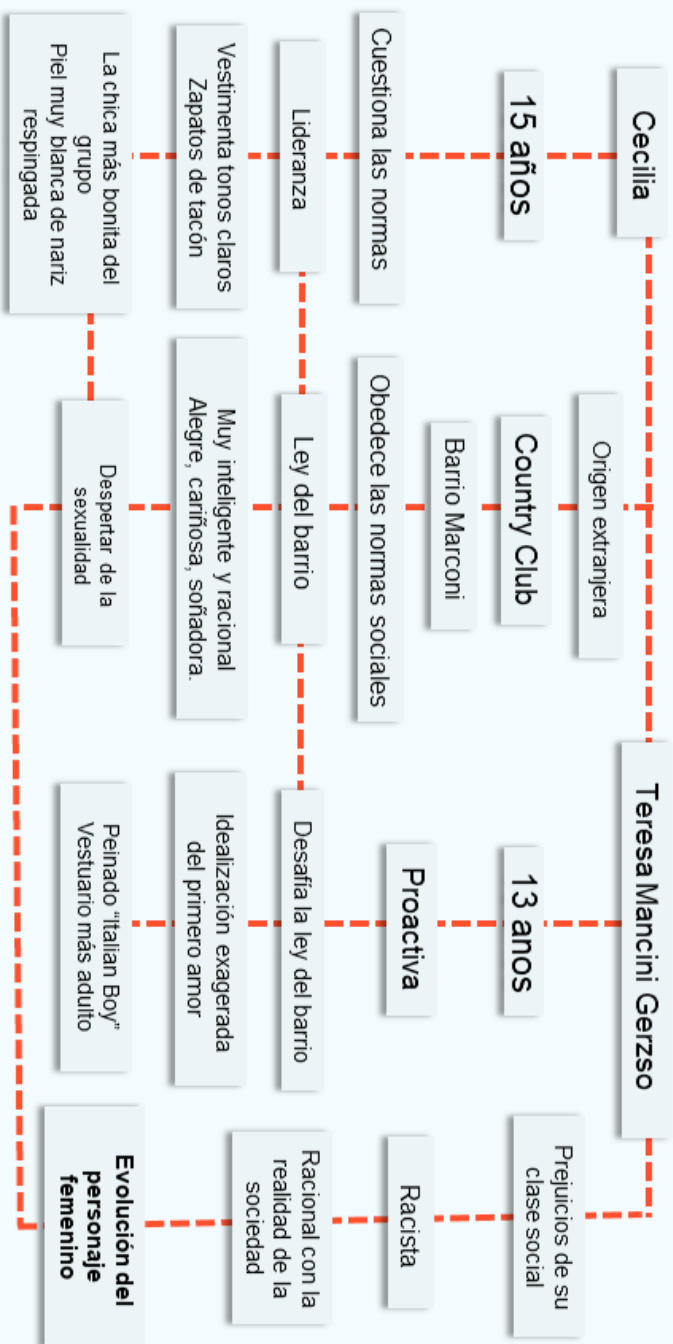 Cecilia
15 años
Cuestiona las normas
Lideranza
Vestimenta tonos claros
Zapatos de tacón
La chica más bonita del
grupo
Piel muy blanca de nariz
respingada
Origen extranjera
Country Club
Barrio Marconi
Obedece las normas sociales
Ley del barrio
Muy inteligente y racional
Alegre, cariñosa, soñadora.
Despertar de la
sexualidad
Teresa Mancini Gerzso
13 anos
Proactiva
Desafía la ley del barrio
Idealización exagerada
del primero amor
Peinado “Italian Boy”
Vestuario más adulto
Prejuicios de su
clase social
Racista
Racional con la
realidad de la
sociedad
Evolución del
personaje
femenino